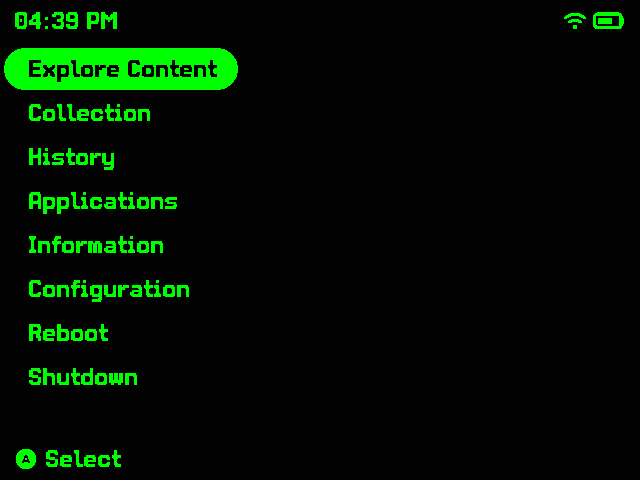 04:39 PM
Explore Content
Collection
History
Applications
Information
Configuration
Reboot
Shutdown
A Select